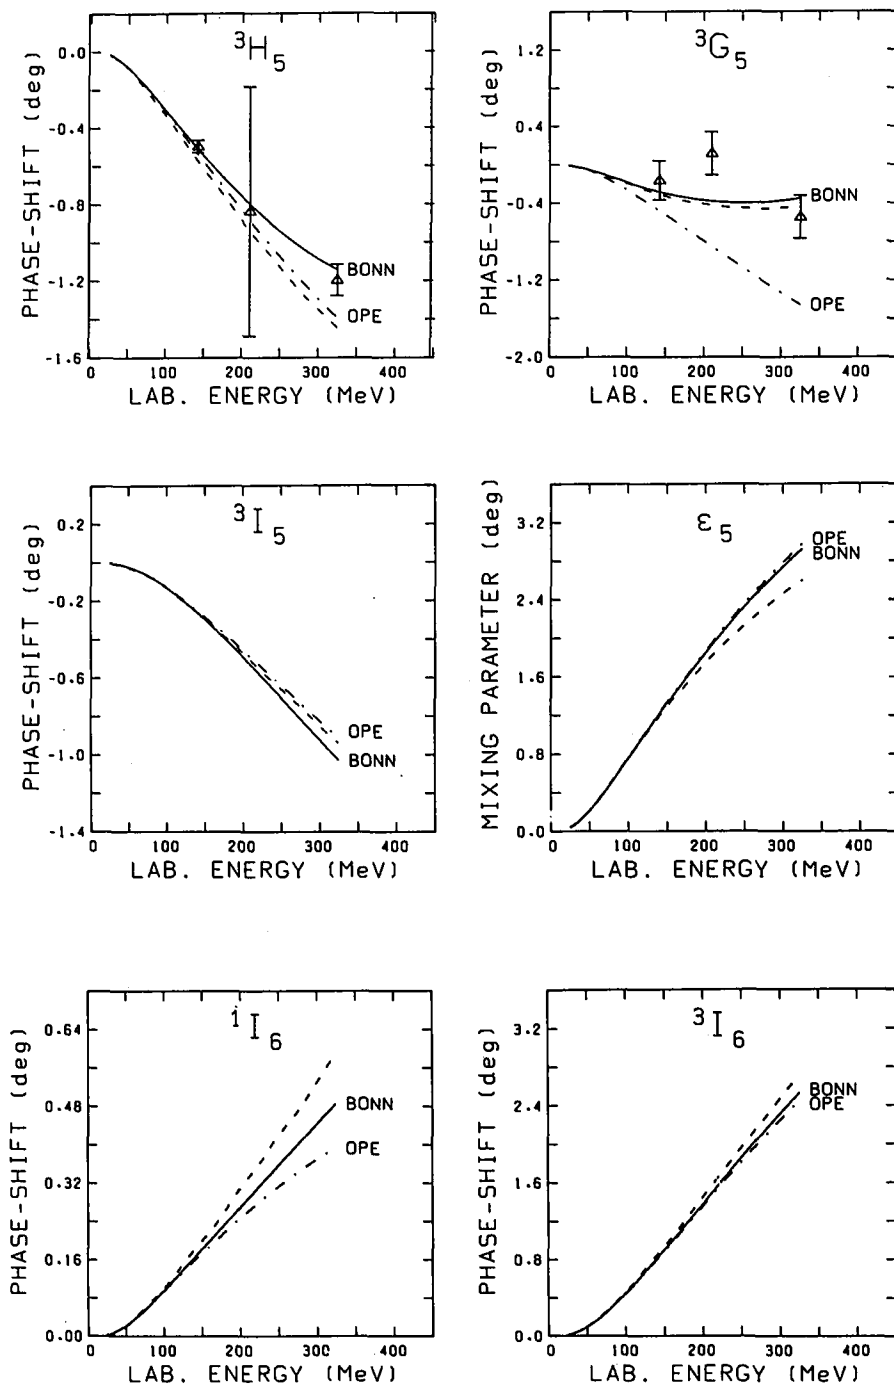 ³H₅
PHASE-SHIFT (deg)
0.0
-0.4
-0.8
-1.2
-1.6
BONN
OPE
0 100 200 300 400
LAB. ENERGY (MeV)
³G₅
PHASE-SHIFT (deg)
1.2
0.4
-0.4
-1.2
-2.0
BONN
OPE
0 100 200 300 400
LAB. ENERGY (MeV)
³I₅
PHASE-SHIFT (deg)
0.2
-0.2
-0.6
-1.0
-1.4
OPE
BONN
0 100 200 300 400
LAB. ENERGY (MeV)
ε₅
MIXING PARAMETER (deg)
3.2
2.4
1.6
0.8
0.0
OPE
BONN
0 100 200 300 400
LAB. ENERGY (MeV)
¹I₆
PHASE-SHIFT (deg)
0.64
0.48
0.32
0.16
0.00
BONN
OPE
0 100 200 300 400
LAB. ENERGY (MeV)
³I₆
PHASE-SHIFT (deg)
3.2
2.4
1.6
0.8
0.0
BONN
OPE
0 100 200 300 400
LAB. ENERGY (MeV)